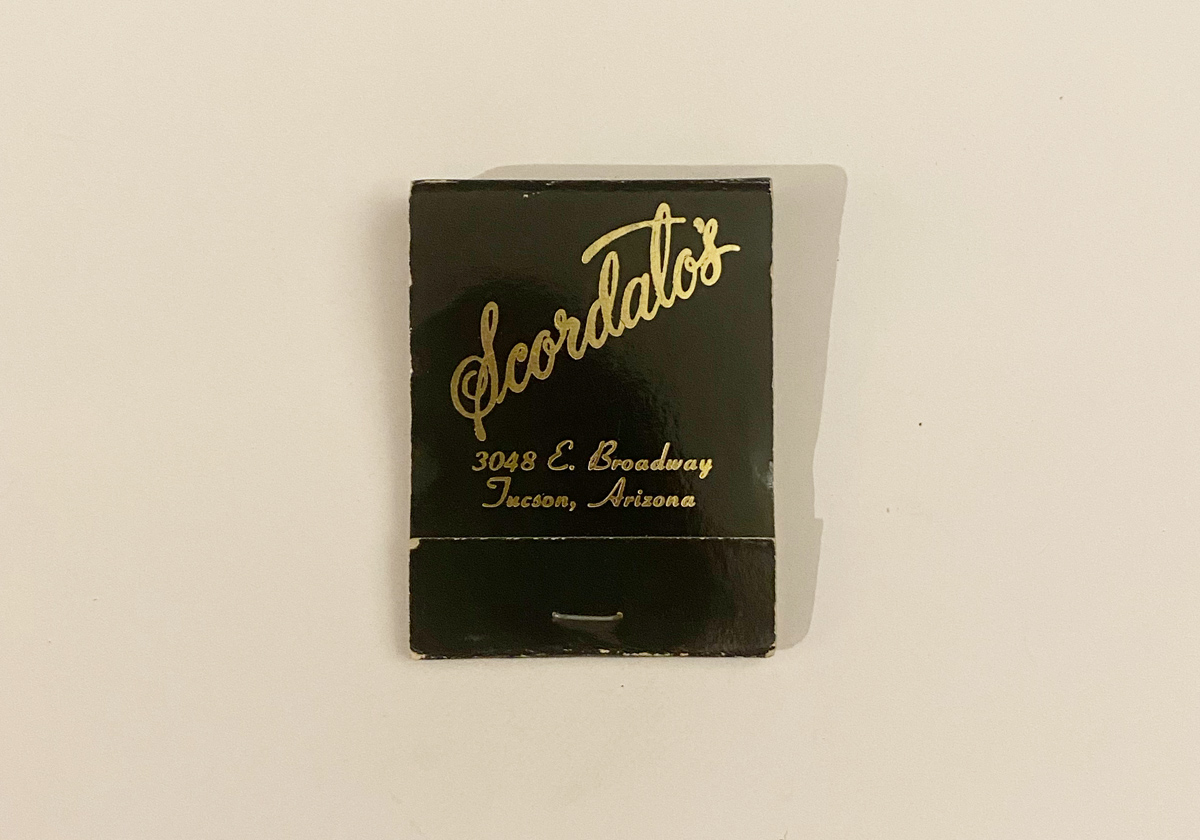 Scordato's
3048 E. Broadway
Tucson, Arizona